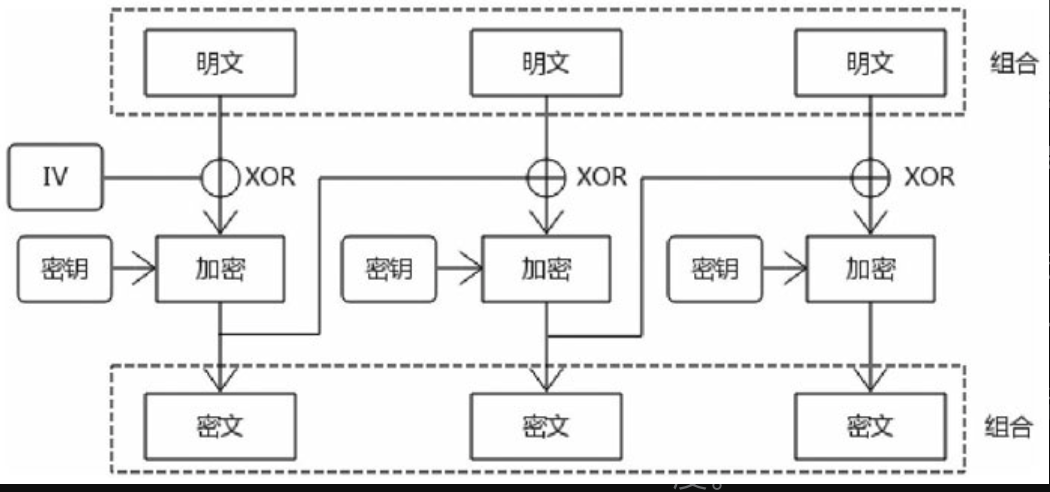 明文 明文 明文 组合
IV XOR XOR XOR
密钥 加密 密钥 加密 密钥 加密
密文 密文 密文 组合